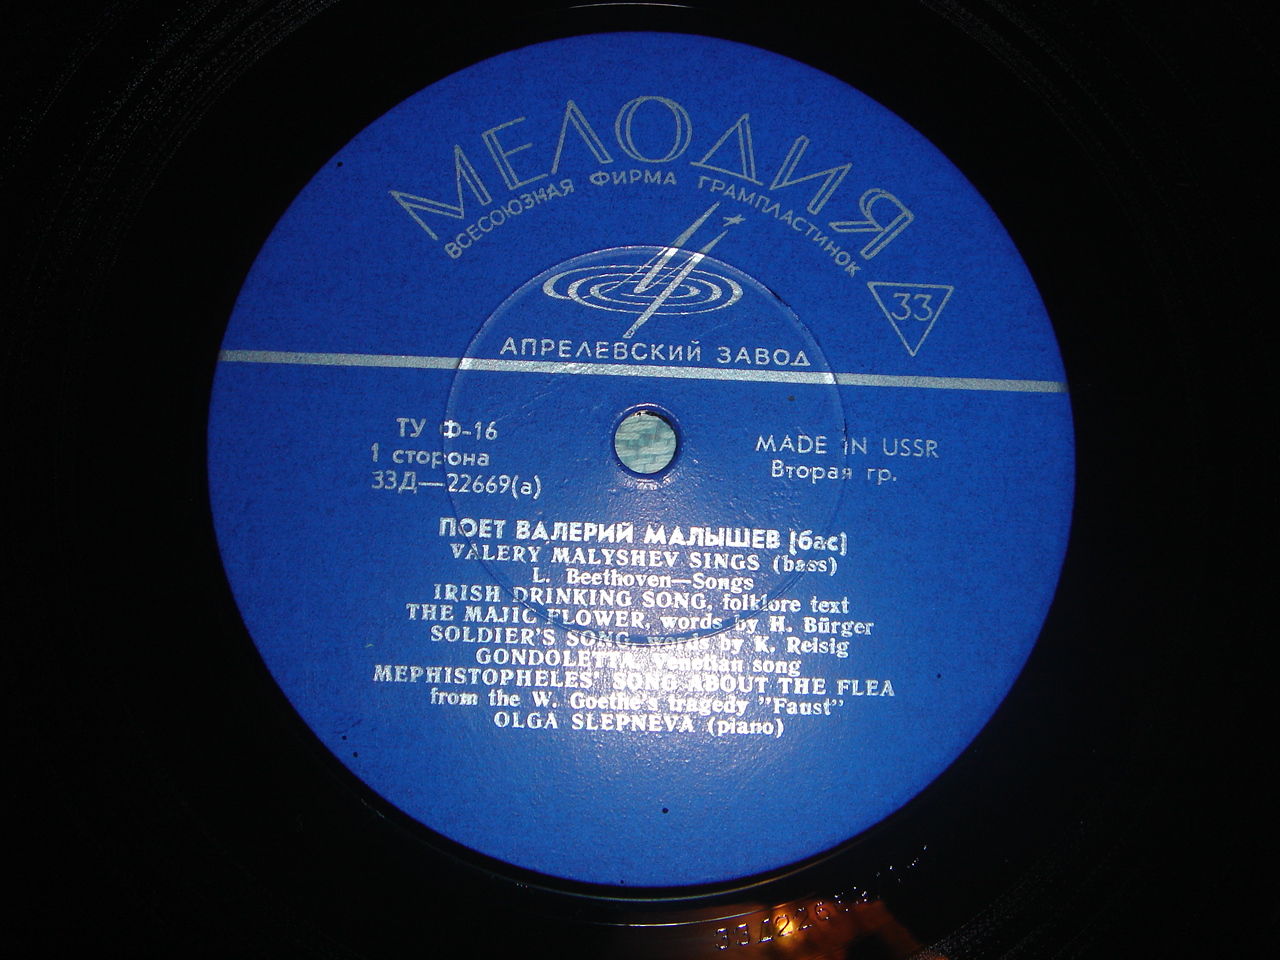 МЕЛОДИЯ
ВСЕСОЮЗНАЯ ФИРМА ГРАМПЛАСТИНОК
33
АПРЕЛЕВСКИЙ ЗАВОД
ТУ Ф-16
1 сторона
33Д—22669(а)
MADE IN USSR
Вторая гр.
ПОЕТ ВАЛЕРИЙ МАЛЫШЕВ [бас]
VALERY MALYSHEV SINGS (bass)
L. Beethoven—Songs
IRISH DRINKING SONG, folklore text
THE MAJIC FLOWER, words by H. Bürger
SOLDIER'S SONG, words by K. Reisig
GONDOLETTA, Venetian song
MEPHISTOPHELES' SONG ABOUT THE FLEA
from the W. Goethe's tragedy "Faust"
OLGA SLEPNEVA (piano)